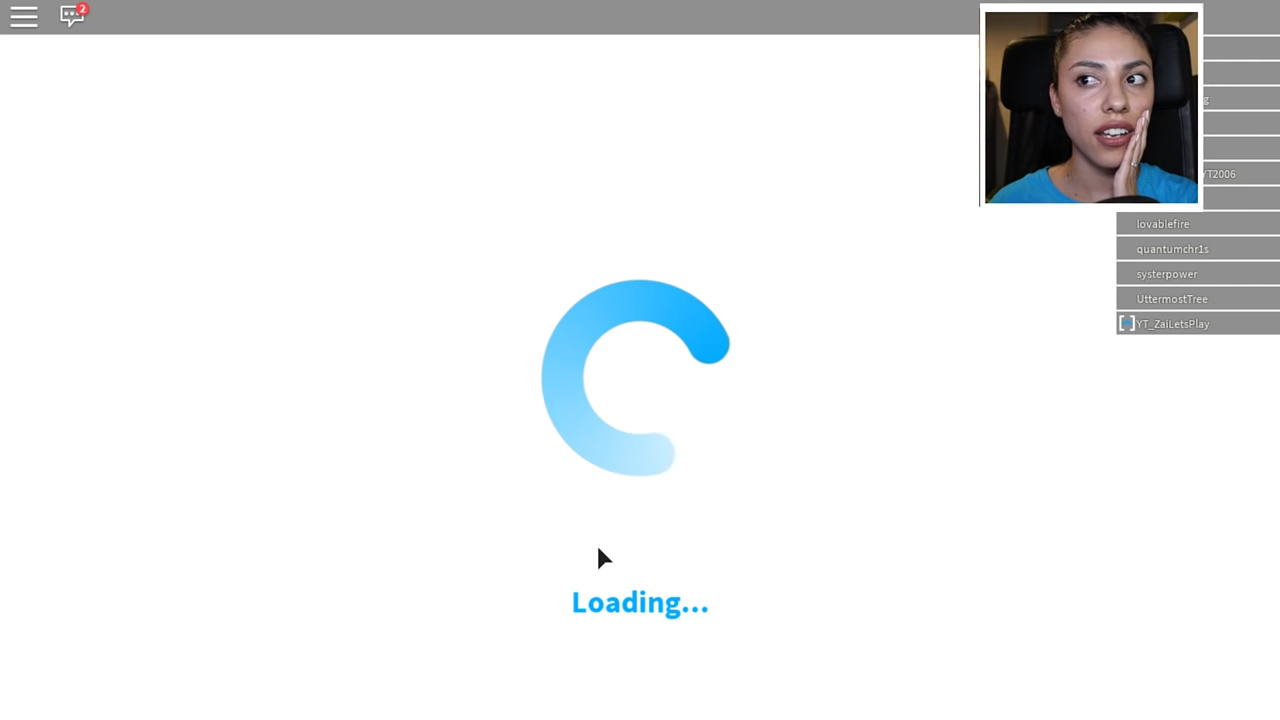 2
g
YT2006
lovablefire
quantumchr1s
systerpower
UttermostTree
YT_ZaiLetsPlay
Loading...